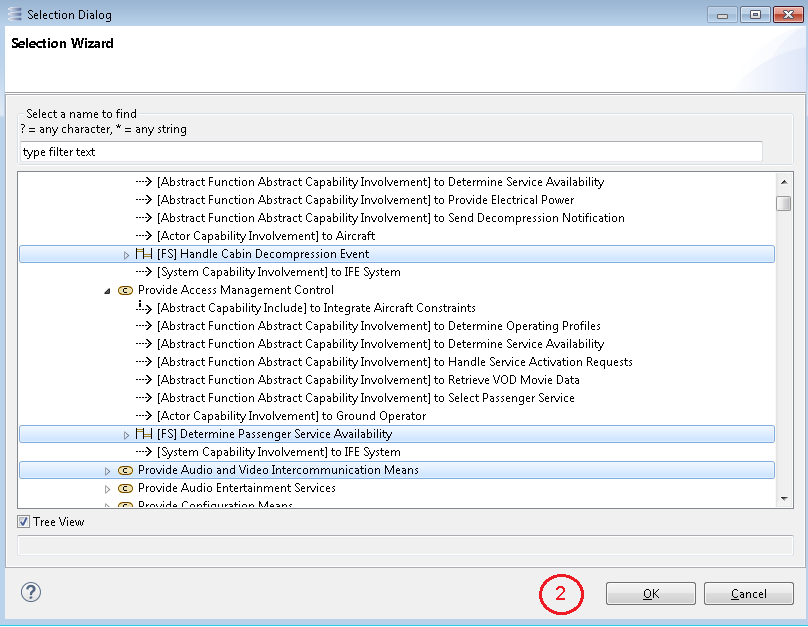 Selection Dialog
Selection Wizard
Select a name to find
? = any character, * = any string
type filter text
[Abstract Function Abstract Capability Involvement] to Determine Service Availability
[Abstract Function Abstract Capability Involvement] to Provide Electrical Power
[Abstract Function Abstract Capability Involvement] to Send Decompression Notification
[Actor Capability Involvement] to Aircraft
[FS] Handle Cabin Decompression Event
[System Capability Involvement] to IFE System
C Provide Access Management Control
[Abstract Capability Include] to Integrate Aircraft Constraints
[Abstract Function Abstract Capability Involvement] to Determine Operating Profiles
[Abstract Function Abstract Capability Involvement] to Determine Service Availability
[Abstract Function Abstract Capability Involvement] to Handle Service Activation Requests
[Abstract Function Abstract Capability Involvement] to Retrieve VOD Movie Data
[Abstract Function Abstract Capability Involvement] to Select Passenger Service
[Actor Capability Involvement] to Ground Operator
[FS] Determine Passenger Service Availability
[System Capability Involvement] to IFE System
C Provide Audio and Video Intercommunication Means
C Provide Audio Entertainment Services
C Provide Configuration Means
Tree View
? 2 OK Cancel